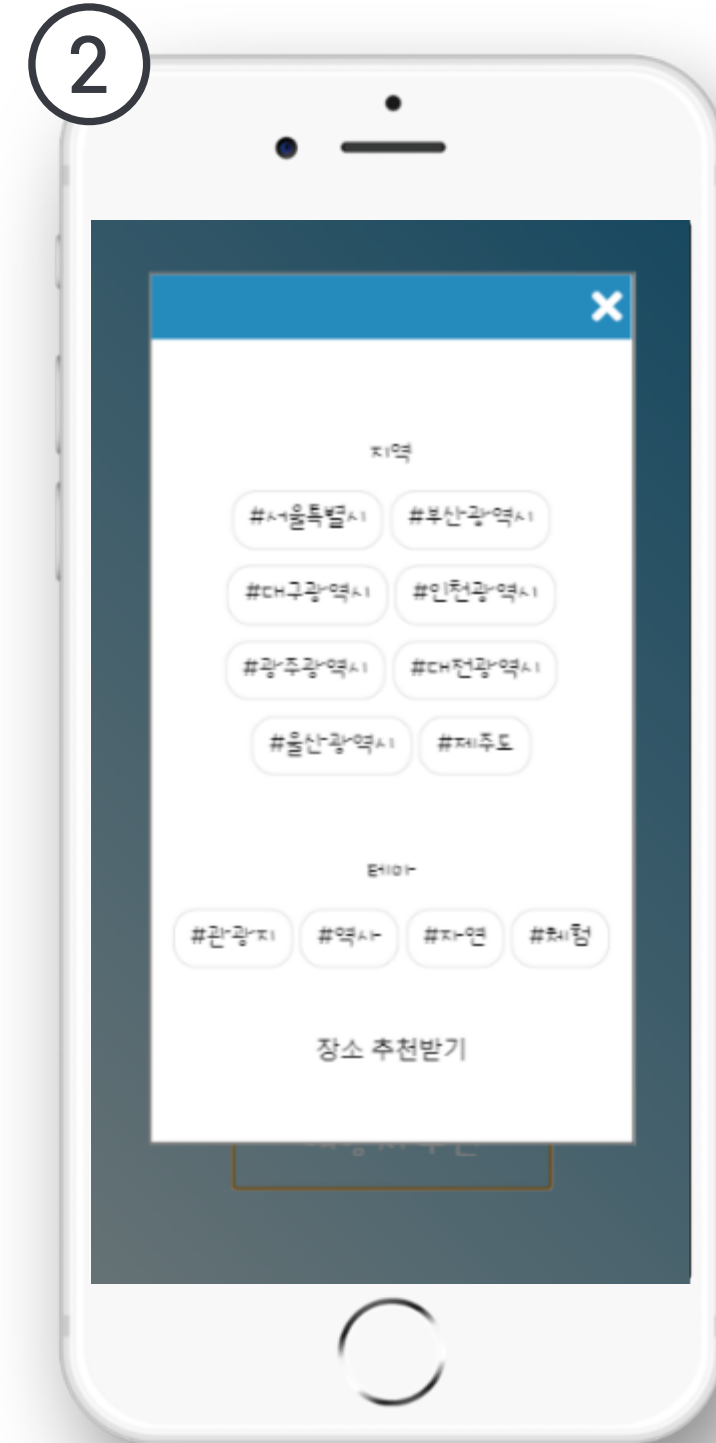 2
지역
#서울특별시 #부산광역시
#대구광역시 #인천광역시
#광주광역시 #대전광역시
#울산광역시 #제주도
테마
#관광지 #역사 #자연 #체험
장소 추천받기